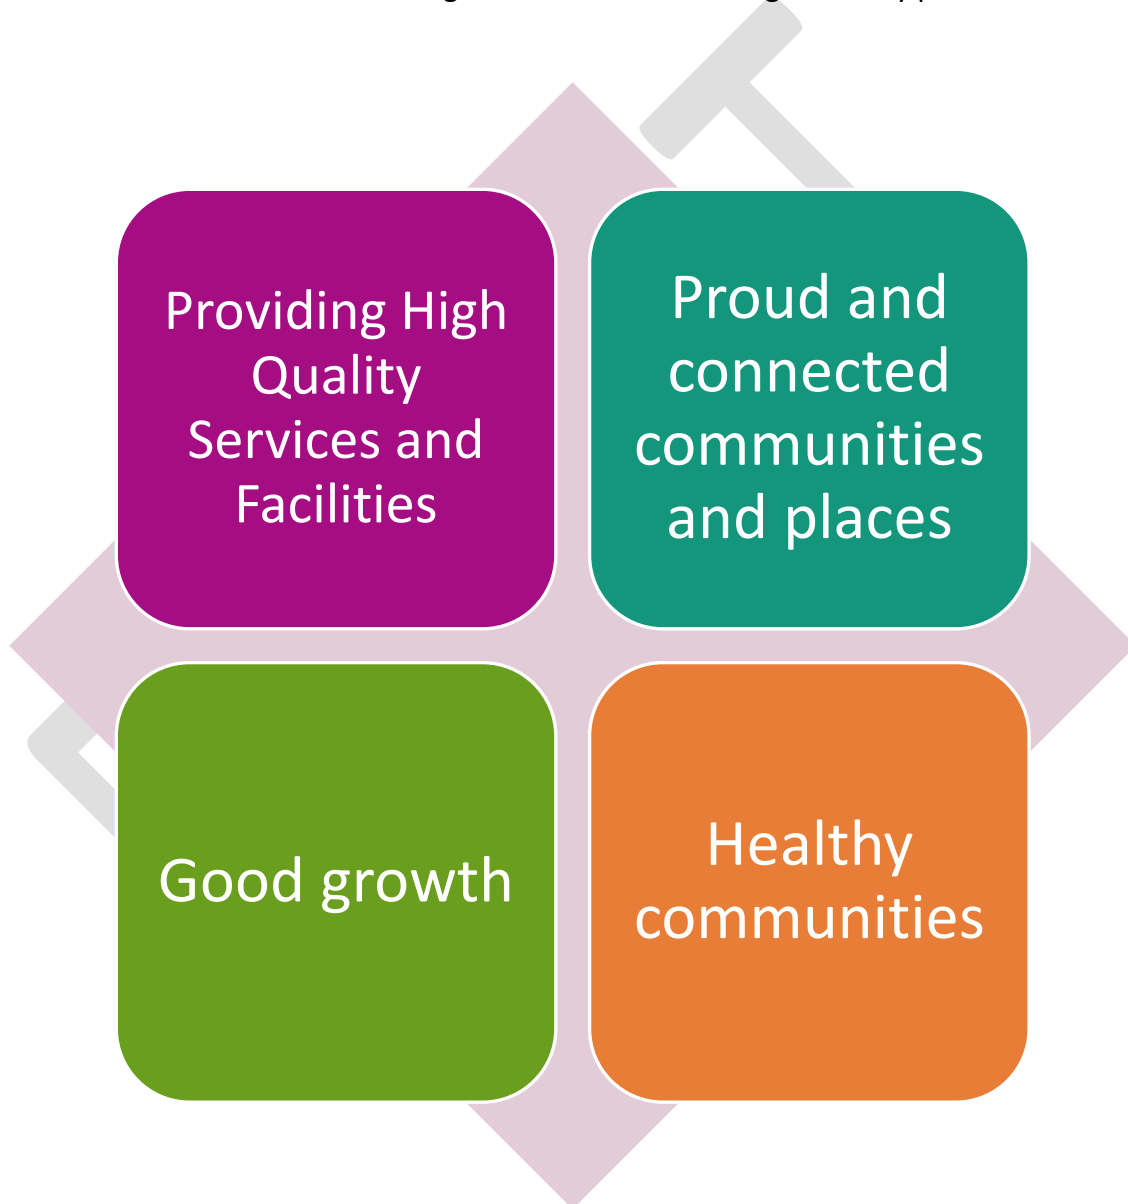 Providing High
Quality
Services and
Facilities
Proud and
connected
communities
and places
Good growth
Healthy
communities